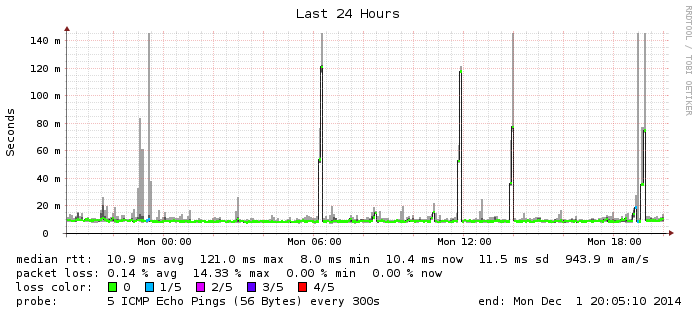 Last 24 Hours
RRDTOOL / TOBI OETIKER
Seconds
140 m
120 m
100 m
80 m
60 m
40 m
20 m
0
Mon 00:00 Mon 06:00 Mon 12:00 Mon 18:00
median rtt: 10.9 ms avg 121.0 ms max 8.0 ms min 10.4 ms now 11.5 ms sd 943.9 m am/s
packet loss: 0.14 % avg 14.33 % max 0.00 % min 0.00 % now
loss color: 0 1/5 2/5 3/5 4/5
probe: 5 ICMP Echo Pings (56 Bytes) every 300s end: Mon Dec 1 20:05:10 2014